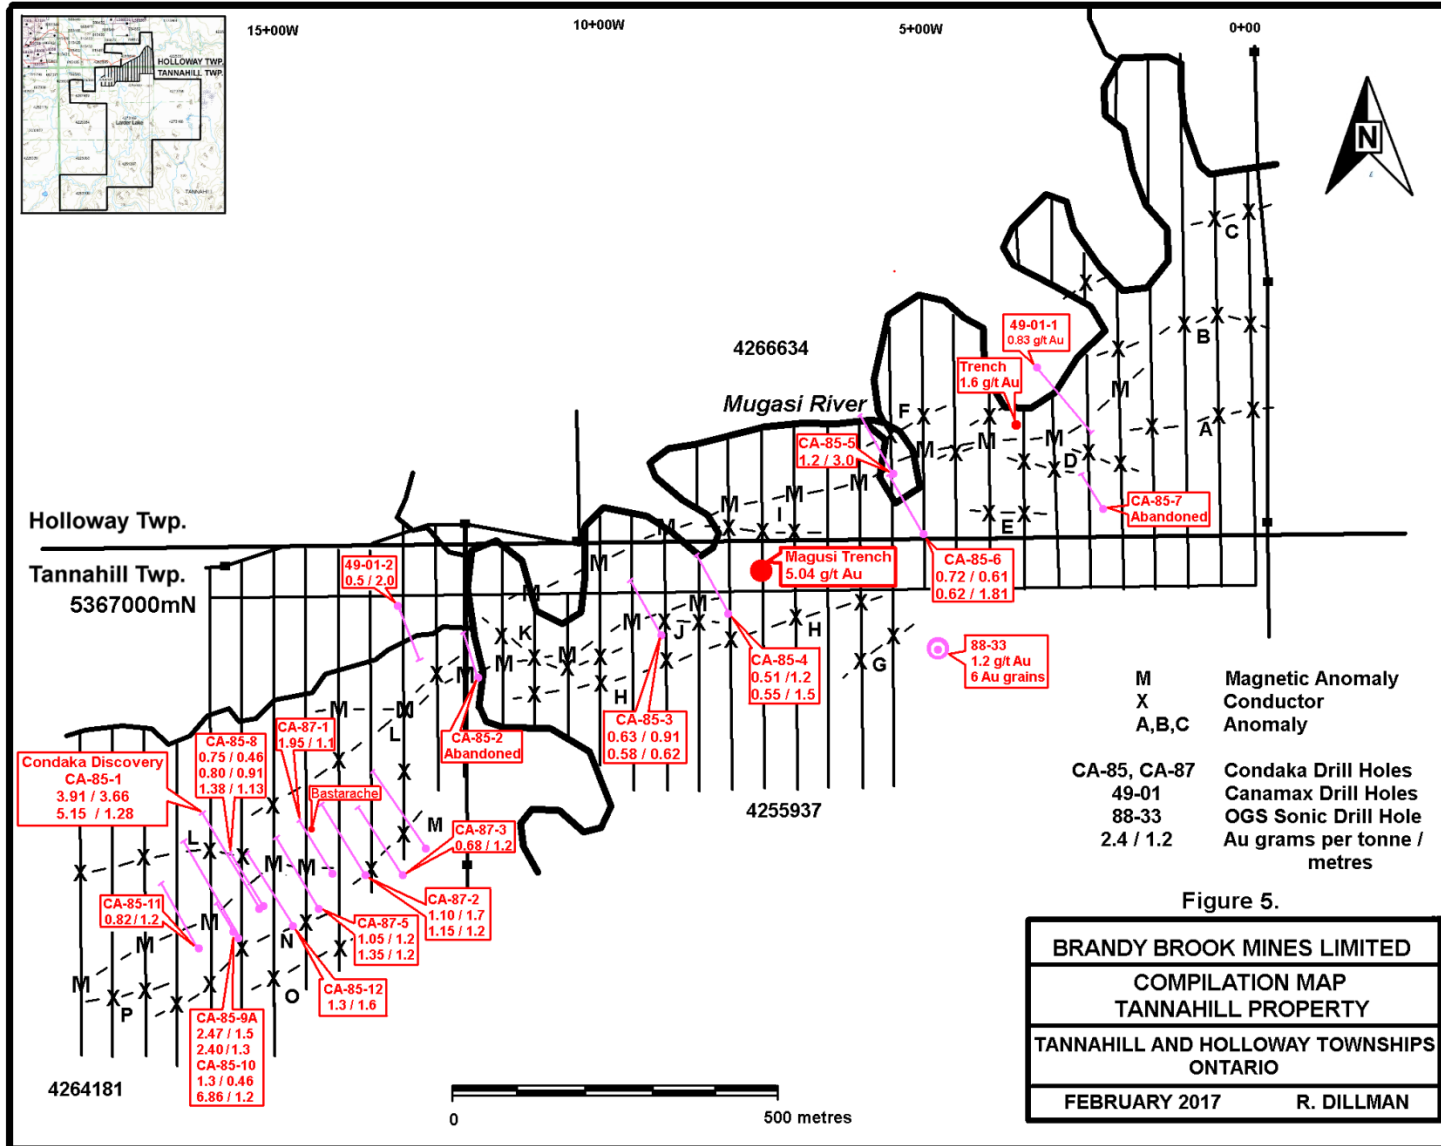 15+00W
10+00W
5+00W
0+00
HOLLOWAY TWP.
TANNAHILL TWP.
Larder Lake
TANNAHILL
N
C
B
A
49-01-1
0.83 g/t Au
Trench
1.6 g/t Au
4266634
Mugasi River
F
D
E
I
CA-85-5
1.2 / 3.0
CA-85-7
Abandoned
Holloway Twp.
Tannahill Twp.
5367000mN
49-01-2
0.5 / 2.0
Magusi Trench
5.04 g/t Au
CA-85-6
0.72 / 0.61
0.62 / 1.81
K
J
H
H
G
88-33
1.2 g/t Au
6 Au grains
CA-85-4
0.51 /1.2
0.55 / 1.5
CA-85-3
0.63 / 0.91
0.58 / 0.62
CA-85-2
Abandoned
L
CA-87-1
1.95 / 1.1
CA-85-8
0.75 / 0.46
0.80 / 0.91
1.38 / 1.13
Condaka Discovery
CA-85-1
3.91 / 3.66
5.15 / 1.28
Bastarache
4255937
M
CA-87-3
0.68 / 1.2
L
CA-85-11
0.82 / 1.2
CA-87-2
1.10 / 1.7
1.15 / 1.2
CA-87-5
1.05 / 1.2
1.35 / 1.2
N
O
P
CA-85-12
1.3 / 1.6
CA-85-9A
2.47 / 1.5
2.40 / 1.3
CA-85-10
1.3 / 0.46
6.86 / 1.2
4264181
0
500 metres
M Magnetic Anomaly
X Conductor
A,B,C Anomaly
CA-85, CA-87 Condaka Drill Holes
49-01 Canamax Drill Holes
88-33 OGS Sonic Drill Hole
2.4 / 1.2 Au grams per tonne /
metres
Figure 5.
BRANDY BROOK MINES LIMITED
COMPILATION MAP
TANNAHILL PROPERTY
TANNAHILL AND HOLLOWAY TOWNSHIPS
ONTARIO
FEBRUARY 2017 R. DILLMAN